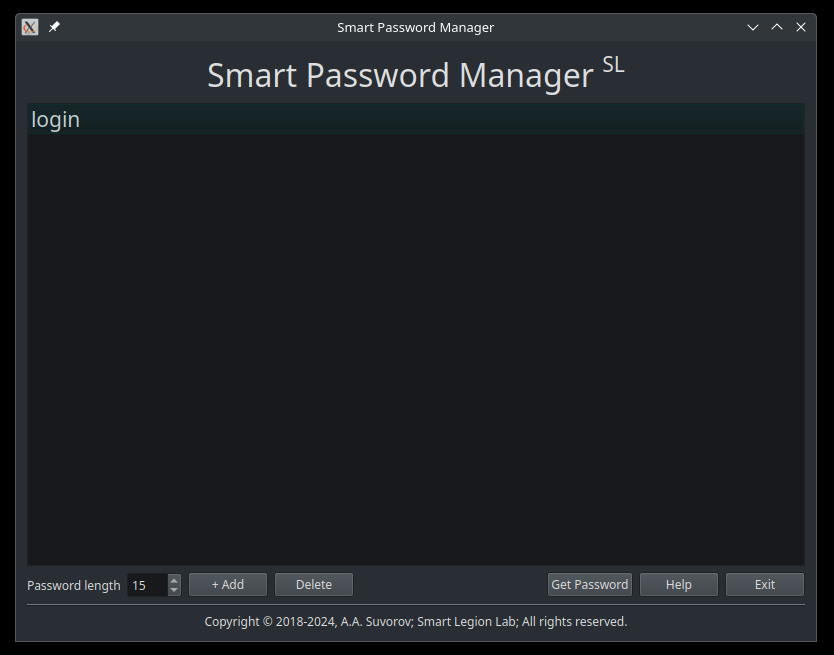 Smart Password Manager
Smart Password Manager SL
login
Password length 15 + Add Delete Get Password Help Exit
Copyright © 2018-2024, A.A. Suvorov; Smart Legion Lab; All rights reserved.